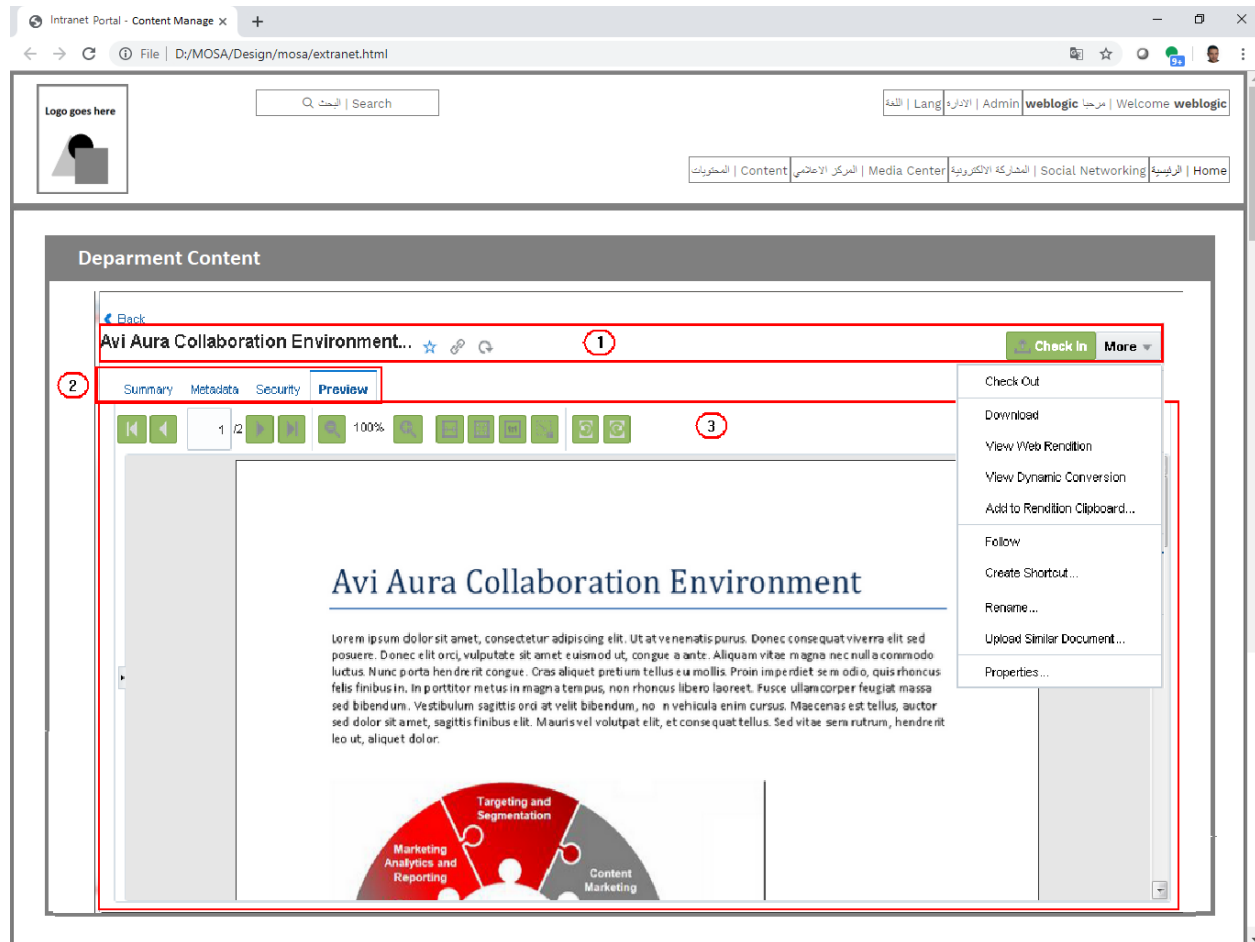 Intranet Portal - Content Manage
File | D:/MOSA/Design/mosa/extranet.html
9+
Logo goes here
البحث | Search
اللغة | Lang
الاداره | Admin
weblogic مرحبا | Welcome weblogic
المحتويات | Content
المركز الاعلامي | Media Center
المشاركة الالكترونية | Social Networking
الرئيسية | Home
Deparment Content
Back
Avi Aura Collaboration Environment...
1
Check In
More
2
Summary
Metadata
Security
Preview
1 /2
100%
3
Check Out
Download
View Web Rendition
View Dynamic Conversion
Add to Rendition Clipboard...
Follow
Create Shortcut...
Rename...
Upload Similar Document...
Properties...
Avi Aura Collaboration Environment
Lorem ipsum dolor sit amet, consectetur adipiscing elit. Ut at venenatis purus. Donec consequat viverra elit sed
posuere. Donec elit orci, vulputate sit amet euismod ut, congue a ante. Aliquam vitae magna nec nulla commodo
luctus. Nunc porta hendrerit congue. Cras aliquet pretium tellus eu mollis. Proin imperdiet sem odio, quis rhoncus
felis finibus in. In porttitor metus in magna tempus, non rhoncus libero laoreet. Fusce ullamcorper feugiat massa
sed bibendum. Vestibulum sagittis orci at velit bibendum, no n vehicula enim cursus. Maecenas est tellus, auctor
sed dolor sit amet, sagittis finibus elit. Mauris vel volutpat elit, et consequat tellus. Sed vitae sem rutrum, hendrerit
leo ut, aliquet dolor.
Targeting and
Segmentation
Marketing
Analytics and
Reporting
Content
Marketing